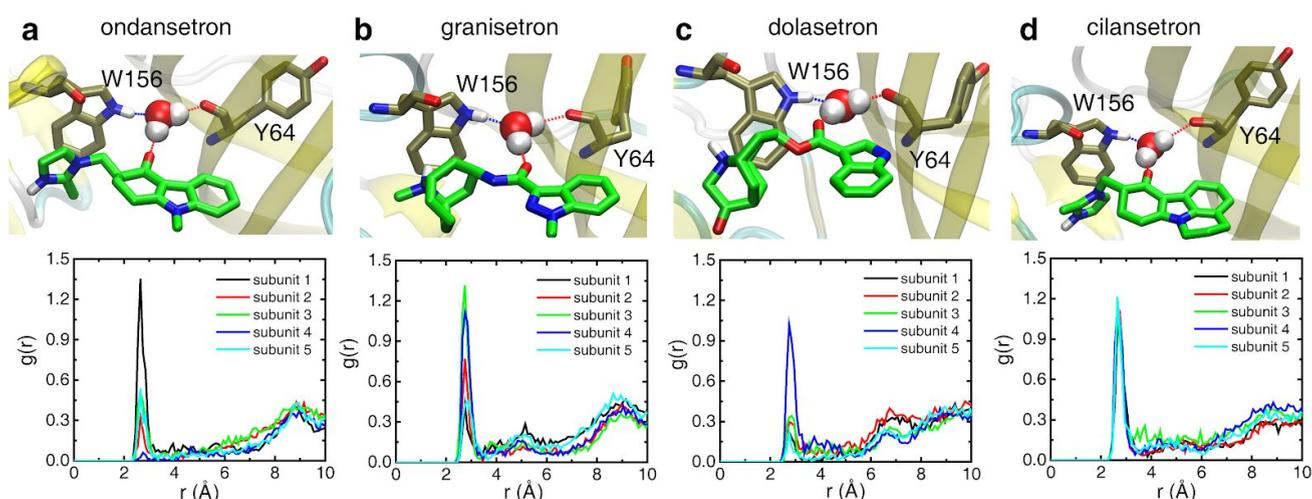 a ondansetron
W156
Y64
g(r)
1.5
1.2
0.9
0.6
0.3
0.0
subunit 1
subunit 2
subunit 3
subunit 4
subunit 5
0 2 4 6 8 10
r (Å)
b granisetron
W156
Y64
g(r)
1.5
1.2
0.9
0.6
0.3
0.0
subunit 1
subunit 2
subunit 3
subunit 4
subunit 5
0 2 4 6 8 10
r (Å)
c dolasetron
W156
Y64
g(r)
1.5
1.2
0.9
0.6
0.3
0.0
subunit 1
subunit 2
subunit 3
subunit 4
subunit 5
0 2 4 6 8 10
r (Å)
d cilansetron
W156
Y64
g(r)
1.5
1.2
0.9
0.6
0.3
0.0
subunit 1
subunit 2
subunit 3
subunit 4
subunit 5
0 2 4 6 8 10
r (Å)